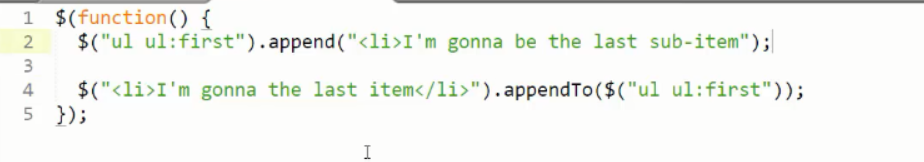 1 $(function() {
2 $("ul ul:first").append("<li>I'm gonna be the last sub-item");
3
4 $("<li>I'm gonna the last item</li>").appendTo($("ul ul:first"));
5 });